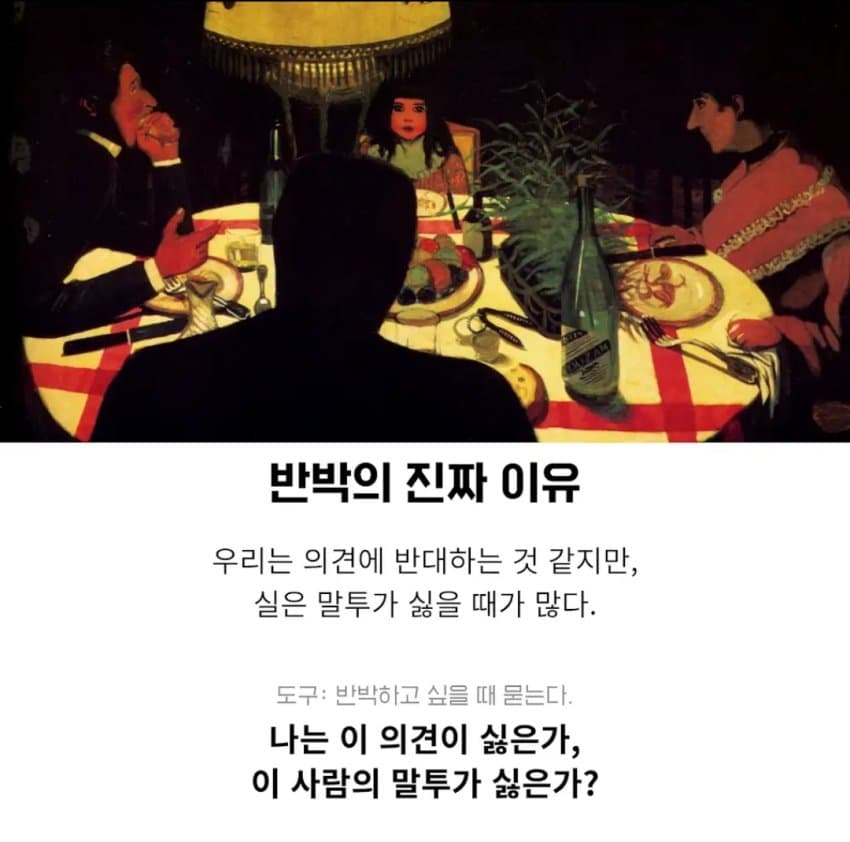 반박의 진짜 이유
우리는 의견에 반대하는 것 같지만,
실은 말투가 싫을 때가 많다.
도구: 반박하고 싶을 때 묻는다.
나는 이 의견이 싫은가,
이 사람의 말투가 싫은가?